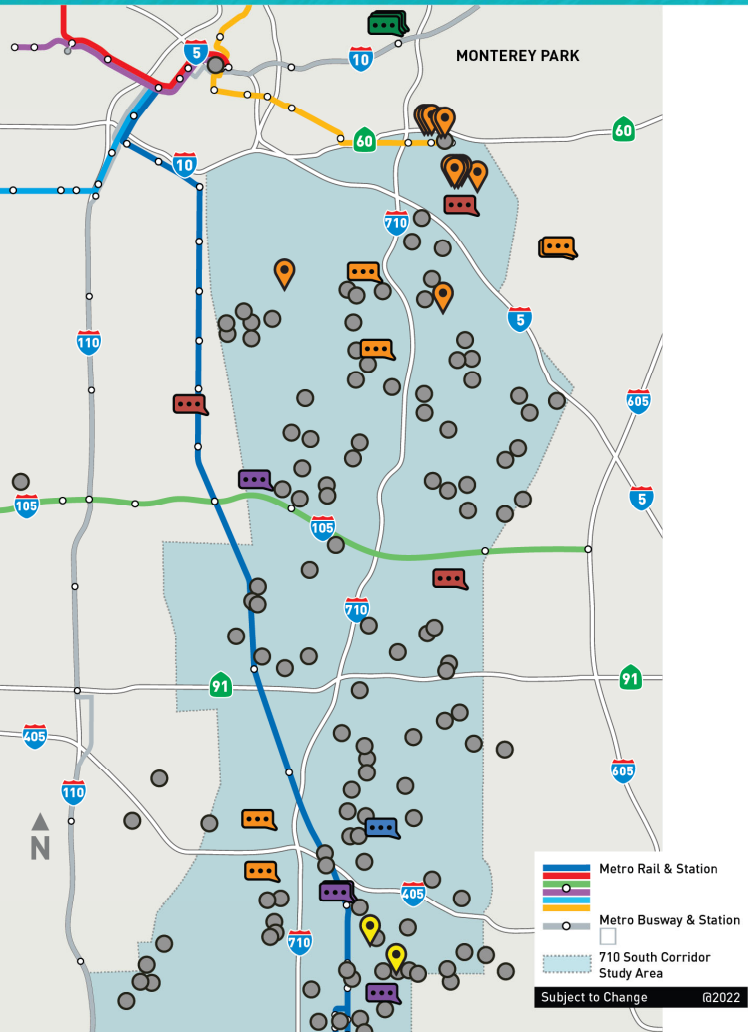 5
10
MONTEREY PARK
60
60
10
710
5
110
605
5
105
105
710
91
91
405
605
110
N
405
710
Metro Rail & Station
Metro Busway & Station
710 South Corridor
Study Area
Subject to Change @2022